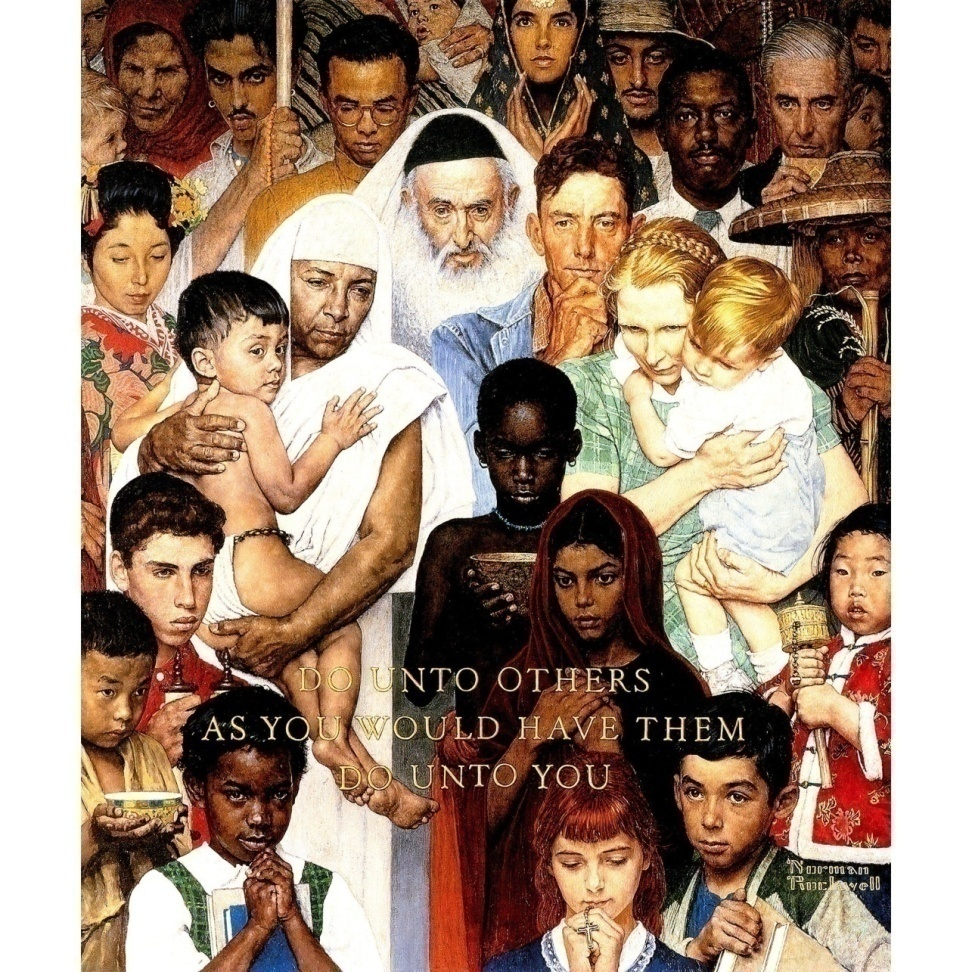 DO UNTO OTHERS
AS YOU WOULD HAVE THEM
DO UNTO YOU
Norman
Rockwell